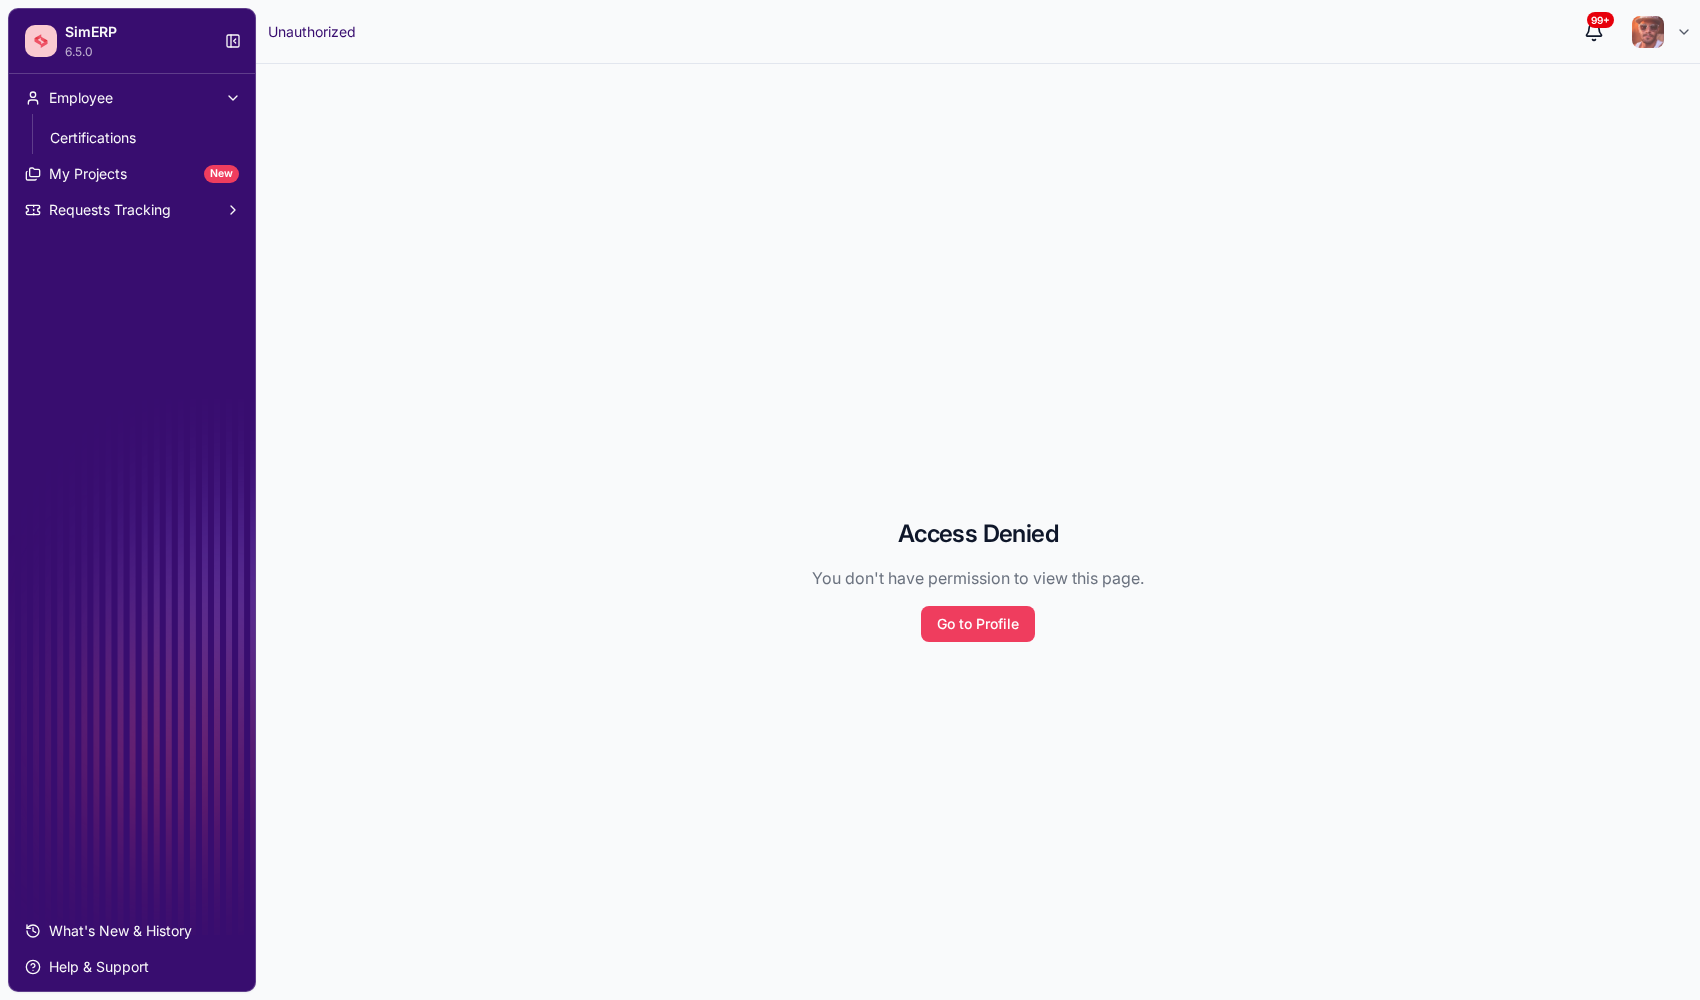 SimERP
6.5.0
Employee
Certifications
My Projects
New
Requests Tracking
What's New & History
Help & Support
Unauthorized
99+
Access Denied
You don't have permission to view this page.
Go to Profile